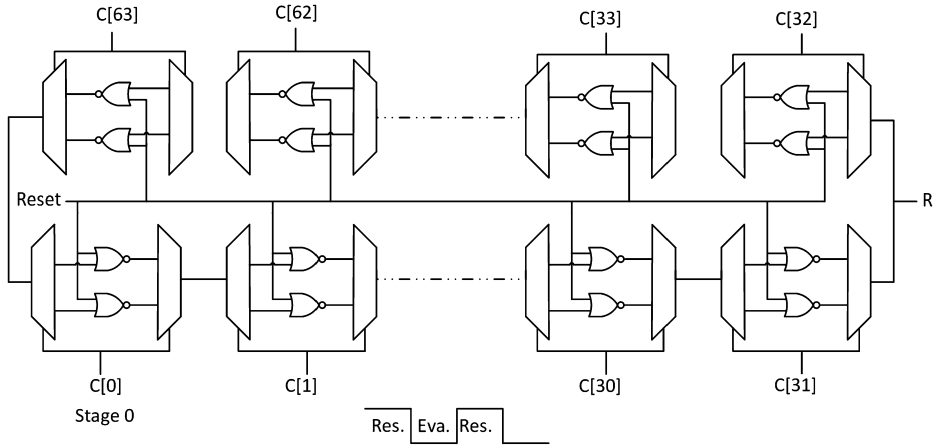 C[63]
C[62]
C[33]
C[32]
Reset
R
C[0]
C[1]
C[30]
C[31]
Stage 0
Res. Eva. Res.